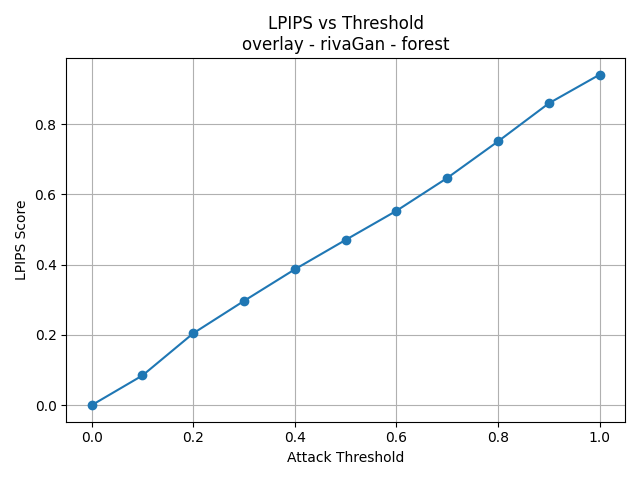 LPIPS vs Threshold
overlay - rivaGan - forest
LPIPS Score
0.8
0.6
0.4
0.2
0.0
0.0 0.2 0.4 0.6 0.8 1.0
Attack Threshold